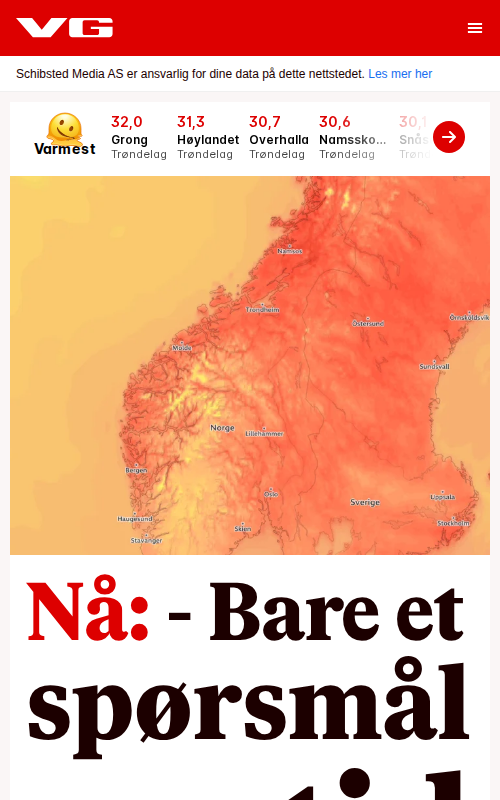 VG
Schibsted Media AS er ansvarlig for dine data på dette nettstedet. Les mer her
Varmest
32,0
Grong
Trøndelag
31,3
Høylandet
Trøndelag
30,7
Overhalla
Trøndelag
30,6
Namssko...
Trøndelag
30,1
Namsos
Trondheim
Östersund
Örnsköldsvik
Molde
Sundsvall
Norge
Lillehammer
Bergen
Oslo
Sverige
Uppsala
Haugesund
Stockholm
Skien
Stavanger
Nå: - Bare et
spørsmål